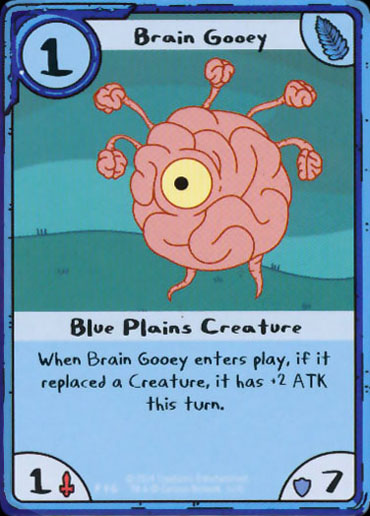 1
Brain Gooey
Blue Plains Creature
When Brain Gooey enters play, if it
replaced a Creature, it has +2 ATK
this turn.
1
7